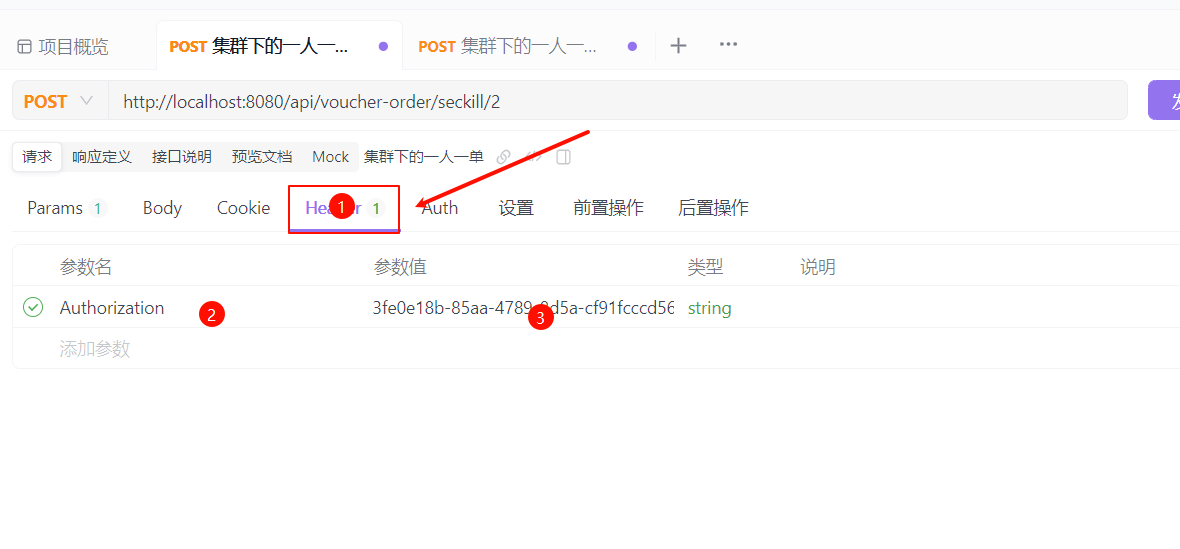 项目概览 POST 集群下的一人一... POST 集群下的一人一...
POST http://localhost:8080/api/voucher-order/seckill/2
请求 响应定义 接口说明 预览文档 Mock 集群下的一人一单
Params 1 Body Cookie 1 1 Auth 设置 前置操作 后置操作
参数名 参数值 类型 说明
Authorization 2 3fe0e18b-85aa-4789- d5a-cf91fcccd56 3 string
添加参数